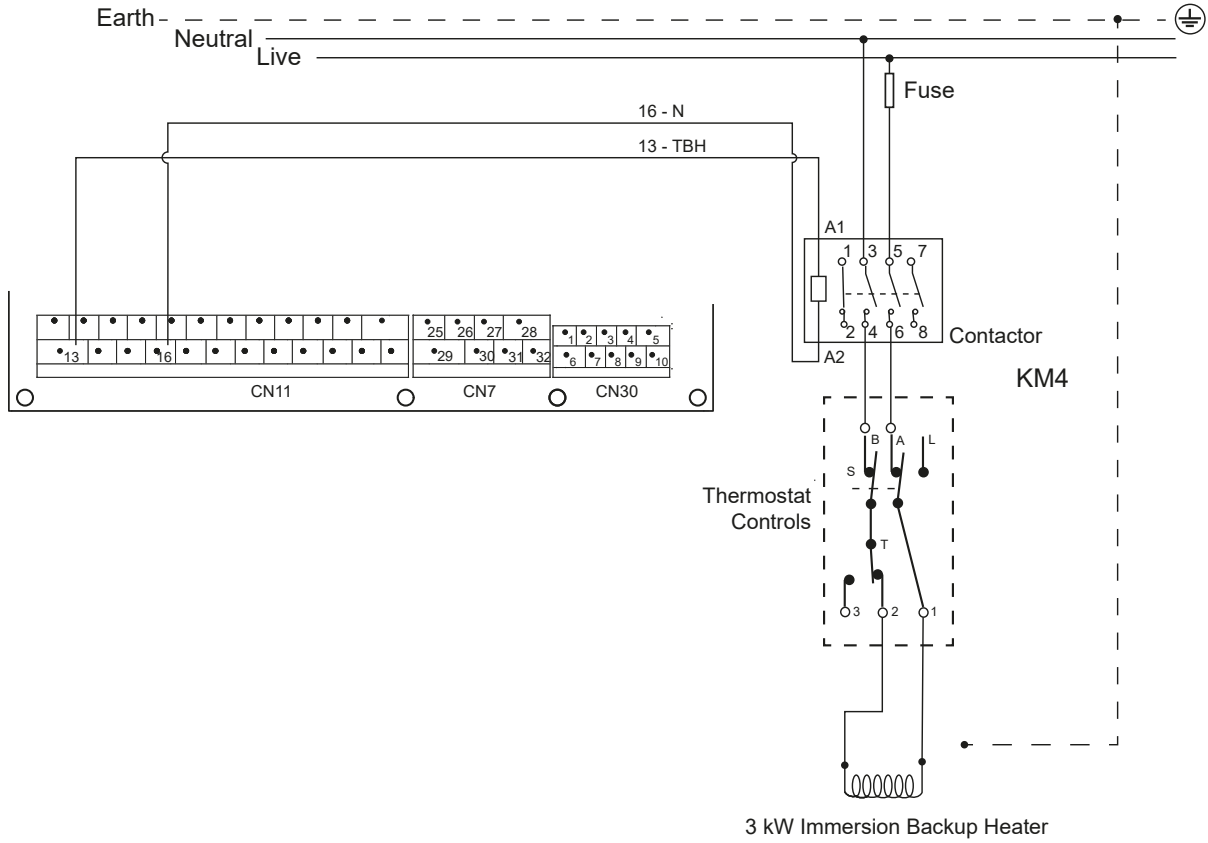 Earth
Neutral
Live
Fuse
16 - N
13 - TBH
A1
1 3 5 7
2 4 6 8
Contactor
A2
KM4
25 26 27 28
1 2 3 4 5
13 16
29 30 31 32
6 7 8 9 10
CN11
CN7
CN30
B A L
S
Thermostat
Controls
T
3 2 1
3 kW Immersion Backup Heater